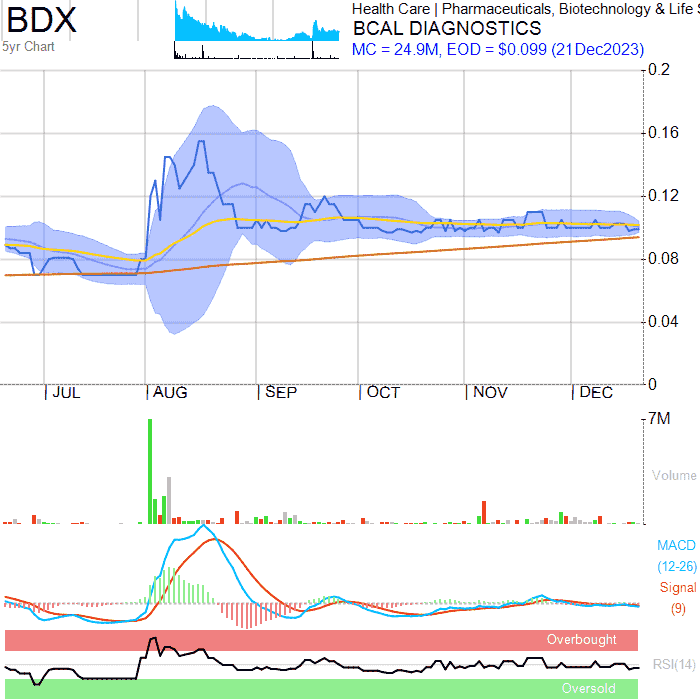 BDX
5yr Chart
Health Care | Pharmaceuticals, Biotechnology & Life S
BCAL DIAGNOSTICS
MC = 24.9M, EOD = $0.099 (21Dec2023)
0.2
0.16
0.12
0.08
0.04
0
JUL AUG SEP OCT NOV DEC
7M
Volume
MACD
(12-26)
Signal
(9)
Overbought
RSI(14)
Oversold